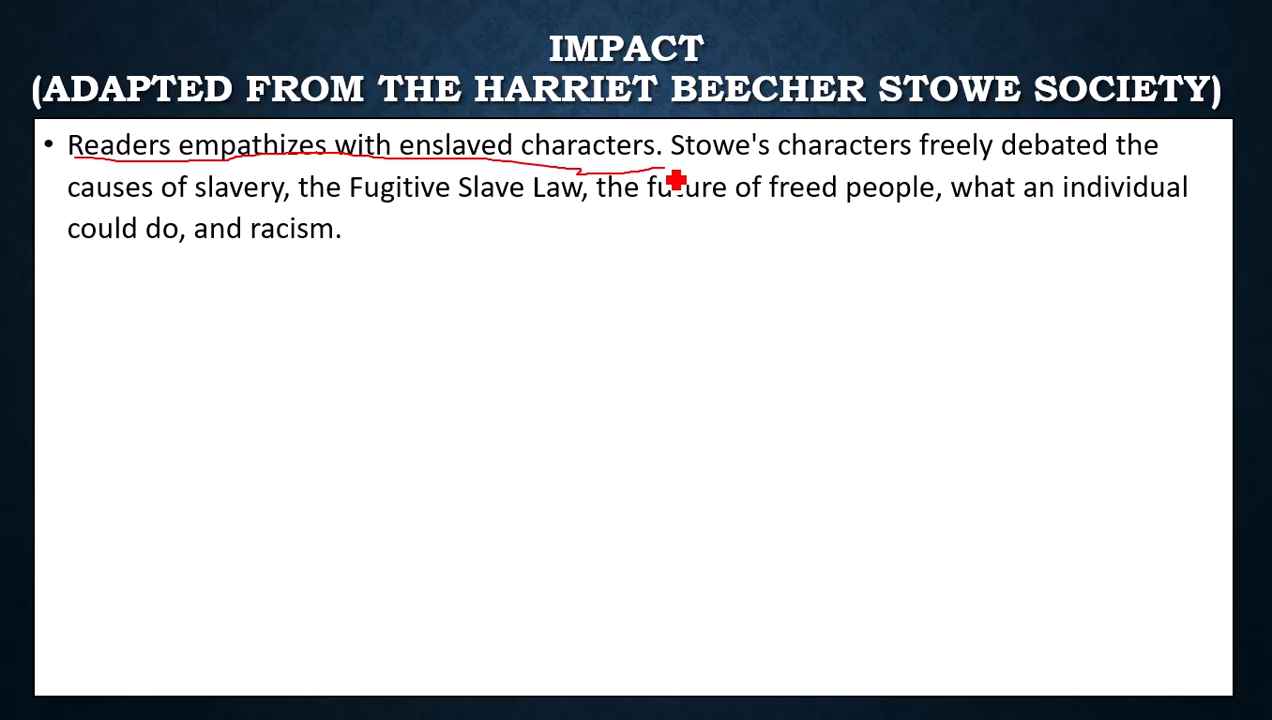 IMPACT
(ADAPTED FROM THE HARRIET BEECHER STOWE SOCIETY)
• Readers empathizes with enslaved characters. Stowe's characters freely debated the
causes of slavery, the Fugitive Slave Law, the future of freed people, what an individual
could do, and racism.